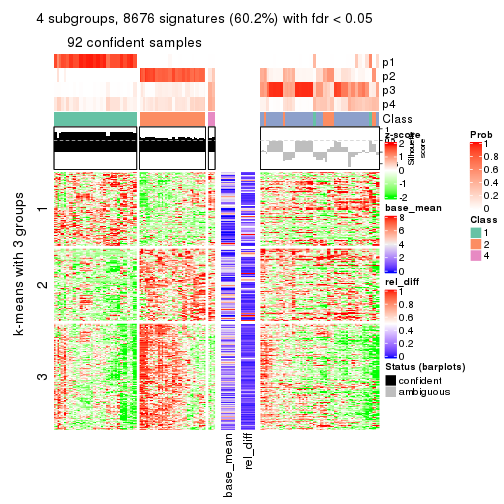 4 subgroups, 8676 signatures (60.2%) with fdr < 0.05
92 confident samples
p1
p2
p3
p4
Class
1
Silhouette
score
z-score
2
1
0
-1
-2
base_mean
8
6
4
2
0
rel_diff
1
0.8
0.6
0.4
0.2
0
Status (barplots)
confident
ambiguous
Prob
1
0.8
0.6
0.4
0.2
0
Class
1
2
4
k-means with 3 groups
1
2
3
base_mean
rel_diff